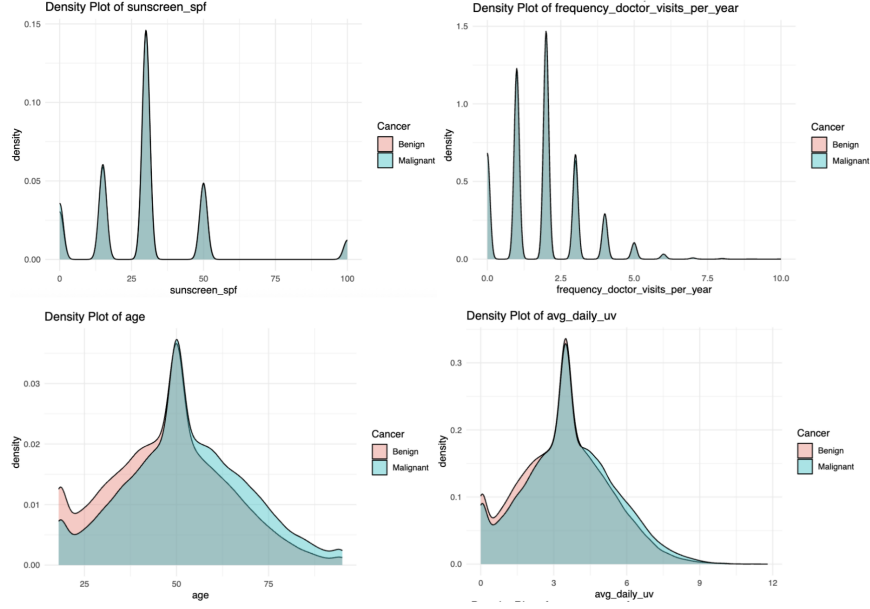 Density Plot of sunscreen_spf
0.15
0.10
0.05
0.00
density
0
25
50
75
100
sunscreen_spf
Cancer
Benign
Malignant
Density Plot of frequency_doctor_visits_per_year
1.5
1.0
0.5
0.0
density
0.0
2.5
5.0
7.5
10.0
frequency_doctor_visits_per_year
Cancer
Benign
Malignant
Density Plot of age
0.03
0.02
0.01
0.00
density
25
50
75
age
Cancer
Benign
Malignant
Density Plot of avg_daily_uv
0.3
0.2
0.1
0.0
density
0
3
6
9
12
avg_daily_uv
Cancer
Benign
Malignant